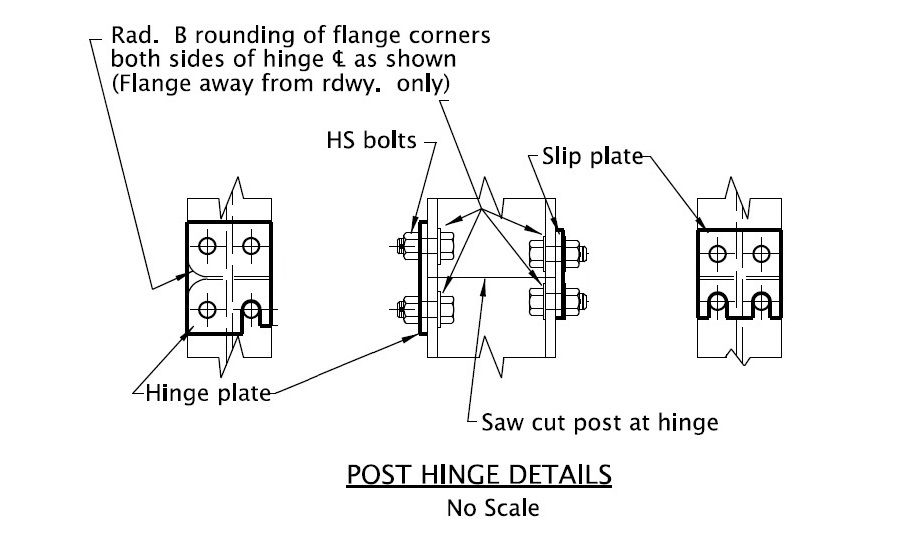 Rad. B rounding of flange corners
both sides of hinge ℄ as shown
(Flange away from rdwy. only)
HS bolts
Slip plate
Hinge plate
Saw cut post at hinge
POST HINGE DETAILS
No Scale